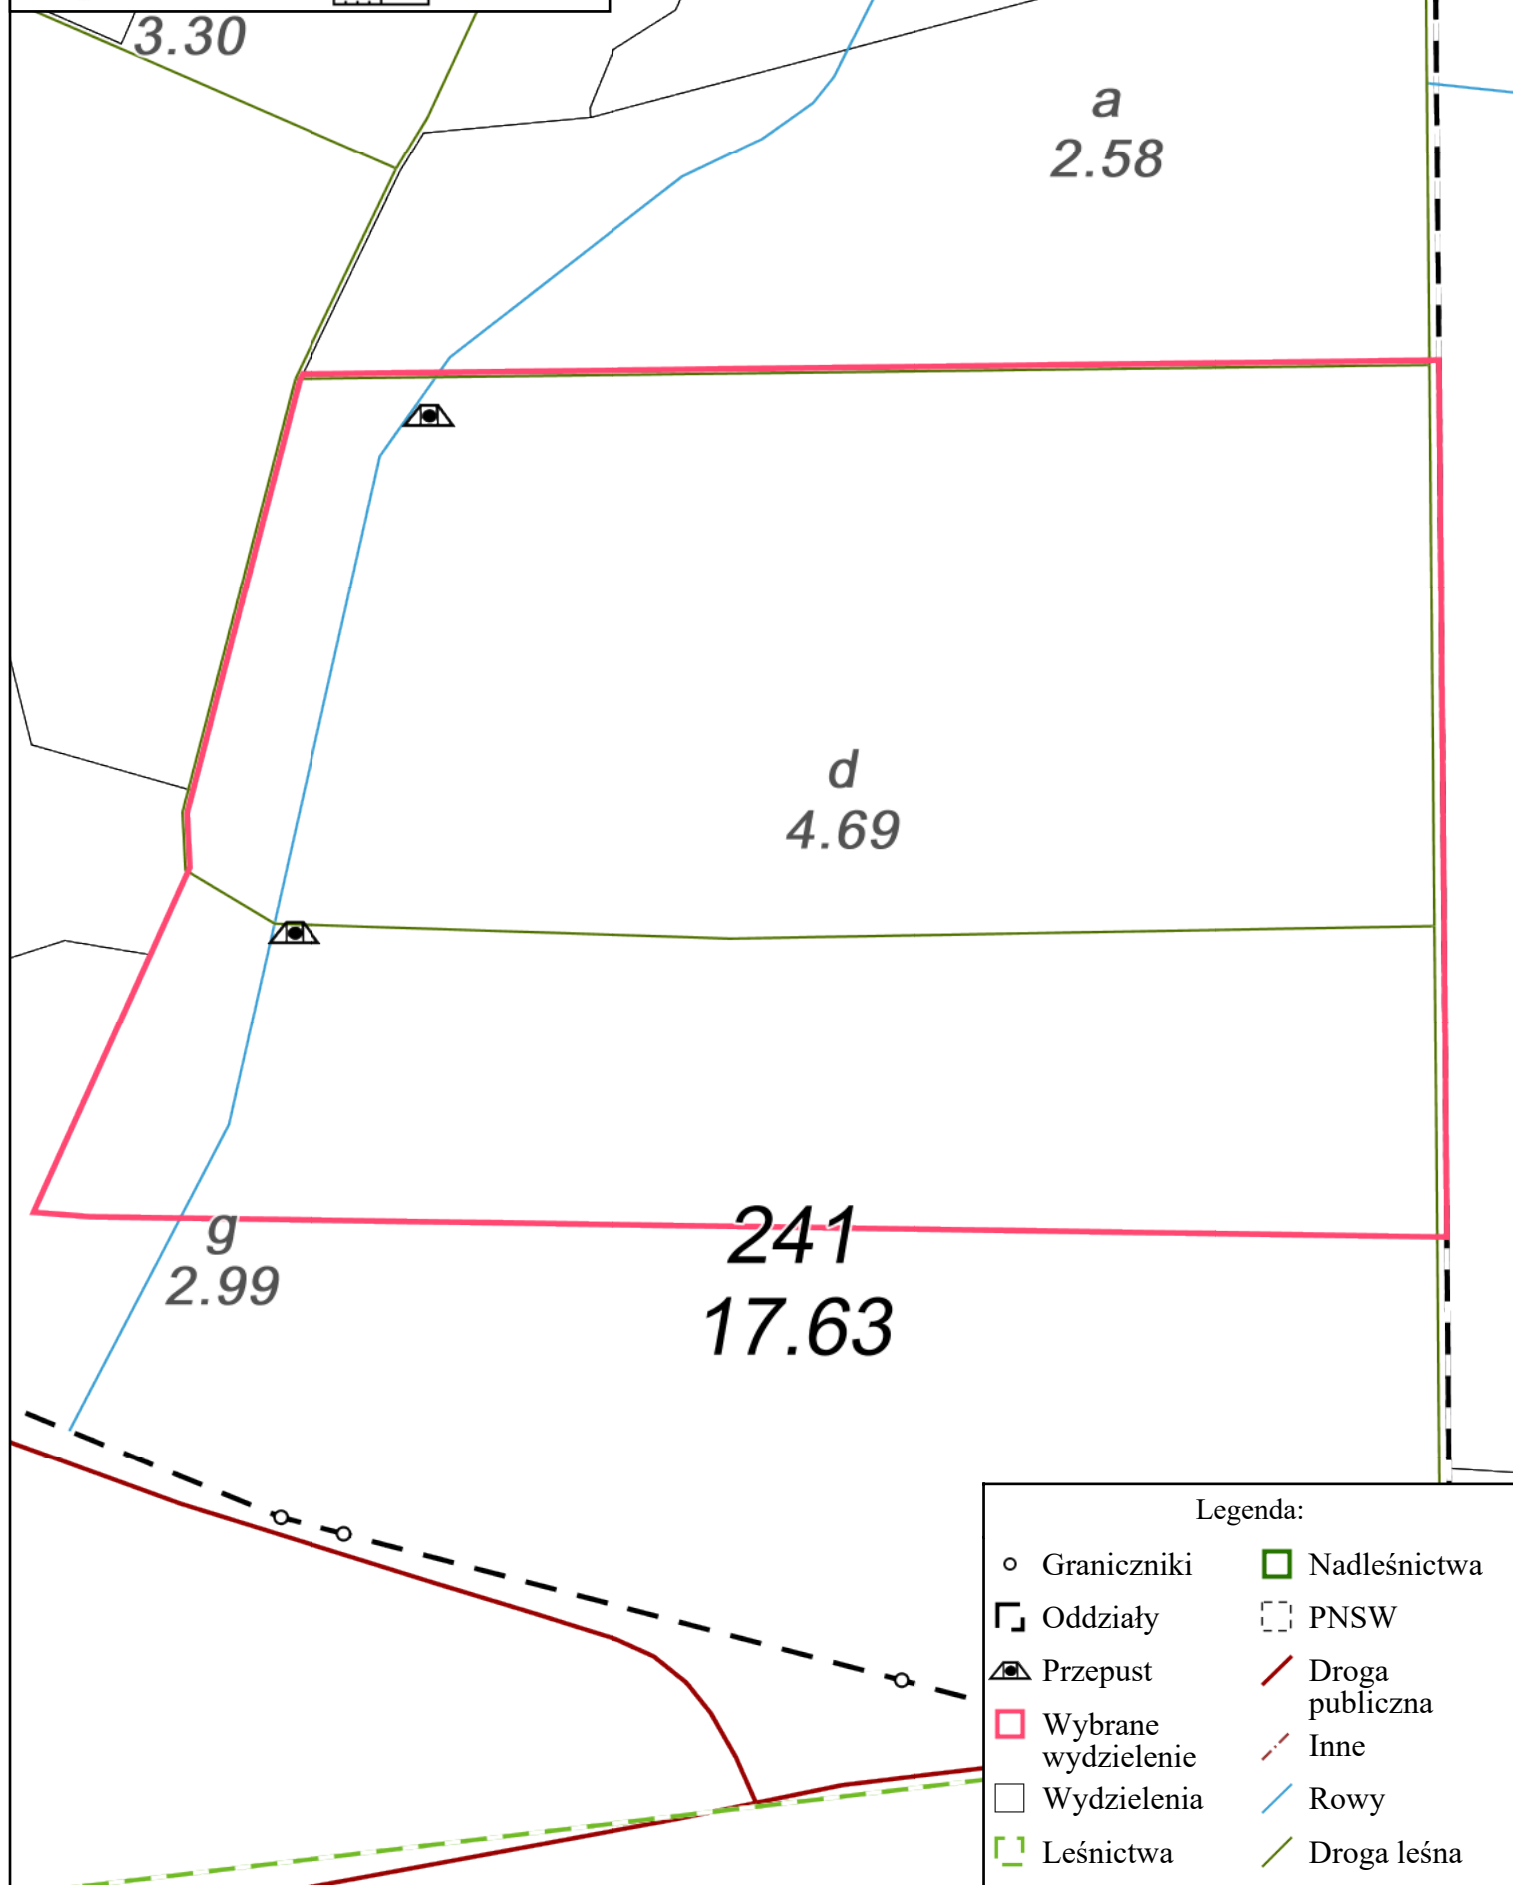 3.30
a
2.58
d
4.69
g
2.99
241
17.63
Legenda:
Graniczniki
Oddziały
Przepust
Wybrane
wydzielenie
Wydzielenia
Leśnictwa
Nadleśnictwa
PNSW
Droga
publiczna
Inne
Rowy
Droga leśna